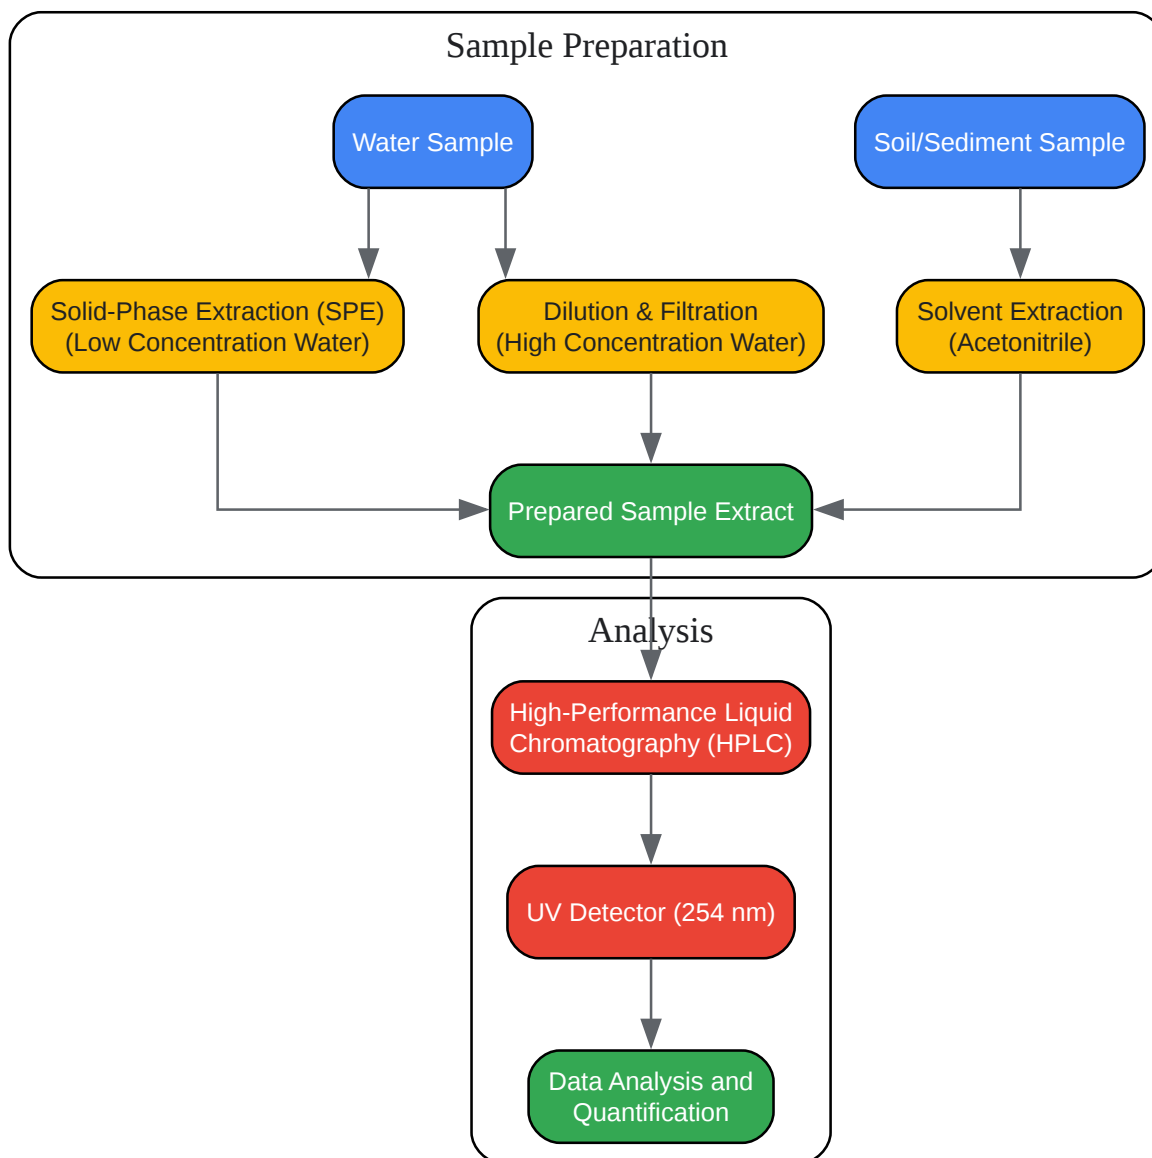 Sample Preparation
Water Sample
Soil/Sediment Sample
Solid-Phase Extraction (SPE)
(Low Concentration Water)
Dilution & Filtration
(High Concentration Water)
Solvent Extraction
(Acetonitrile)
Prepared Sample Extract
Analysis
High-Performance Liquid
Chromatography (HPLC)
UV Detector (254 nm)
Data Analysis and
Quantification